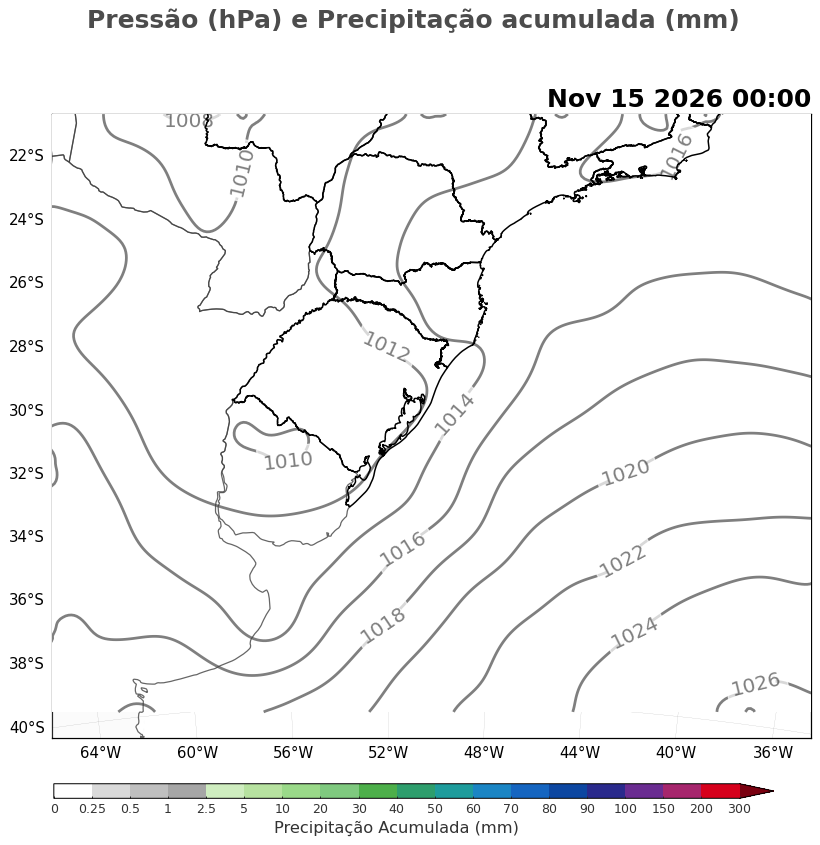 Pressão (hPa) e Precipitação acumulada (mm)
Nov 15 2026 00:00
1008
1010
1016
22°S
24°S
26°S
28°S
30°S
32°S
34°S
36°S
38°S
40°S
1012
1014
1010
1020
1016
1022
1018
1024
1026
64°W 60°W 56°W 52°W 48°W 44°W 40°W 36°W
0 0.25 0.5 1 2.5 5 10 20 30 40 50 60 70 80 90 100 150 200 300
Precipitação Acumulada (mm)